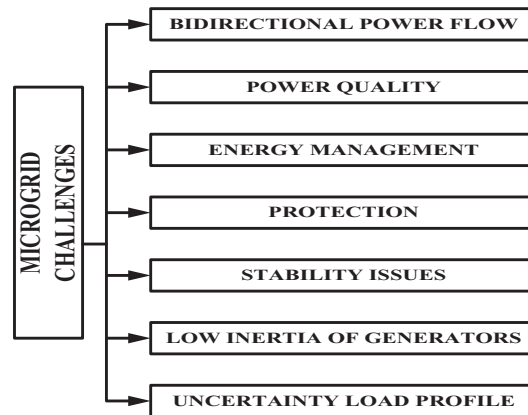 MICROGRID
CHALLENGES
BIDIRECTIONAL POWER FLOW
POWER QUALITY
ENERGY MANAGEMENT
PROTECTION
STABILITY ISSUES
LOW INERTIA OF GENERATORS
UNCERTAINTY LOAD PROFILE